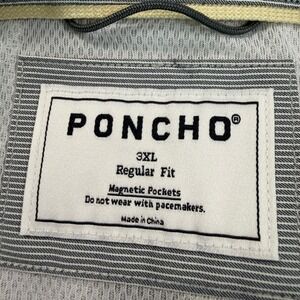 PONCHO®
3XL
Regular Fit
Magnetic Pockets
Do not wear with pacemakers.
Made in China